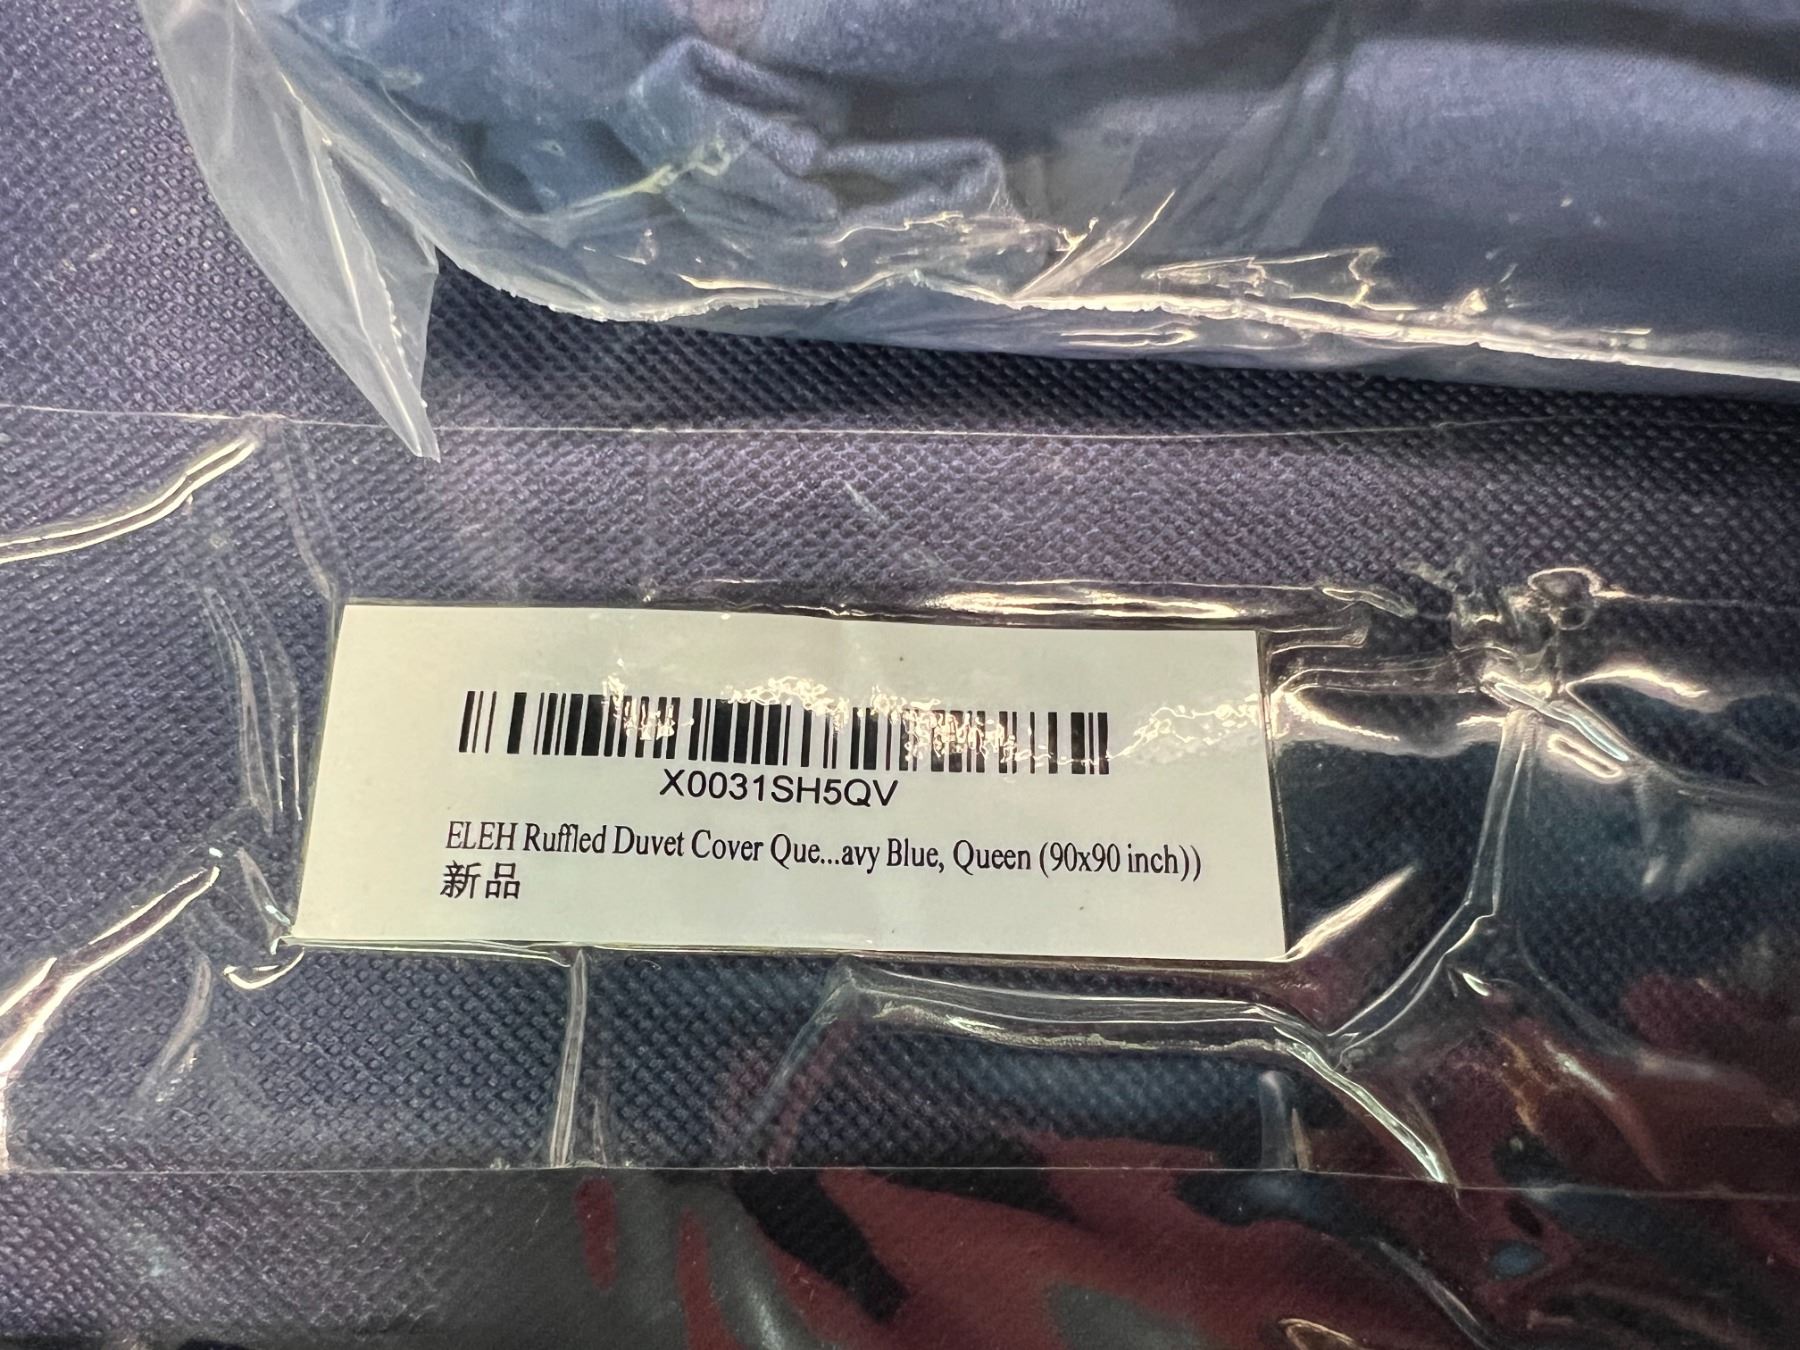 X0031SH5QV
ELEH Ruffled Duvet Cover Que...avy Blue, Queen (90x90 inch))
新品